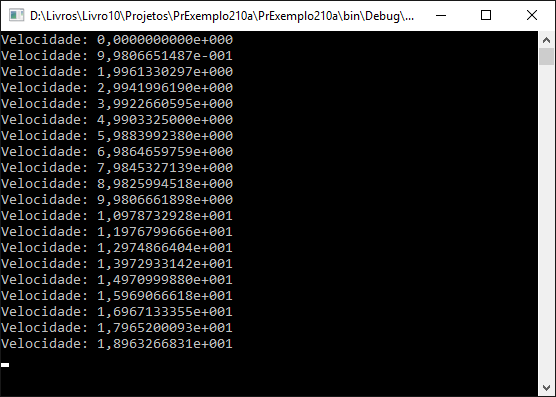 D:\Livros\Livro10\Projetos\PrExemplo210a\PrExemplo210a\bin\Debug\...
Velocidade: 0,0000000000e+000
Velocidade: 9,9806651487e-001
Velocidade: 1,9961330297e+000
Velocidade: 2,9941996190e+000
Velocidade: 3,9922660595e+000
Velocidade: 4,9903325000e+000
Velocidade: 5,9883992380e+000
Velocidade: 6,9864659759e+000
Velocidade: 7,9845327139e+000
Velocidade: 8,9825994518e+000
Velocidade: 9,9806661898e+000
Velocidade: 1,0978732928e+001
Velocidade: 1,1976799666e+001
Velocidade: 1,2974866404e+001
Velocidade: 1,3972933142e+001
Velocidade: 1,4970999880e+001
Velocidade: 1,5969066618e+001
Velocidade: 1,6967133355e+001
Velocidade: 1,7965200093e+001
Velocidade: 1,8963266831e+001